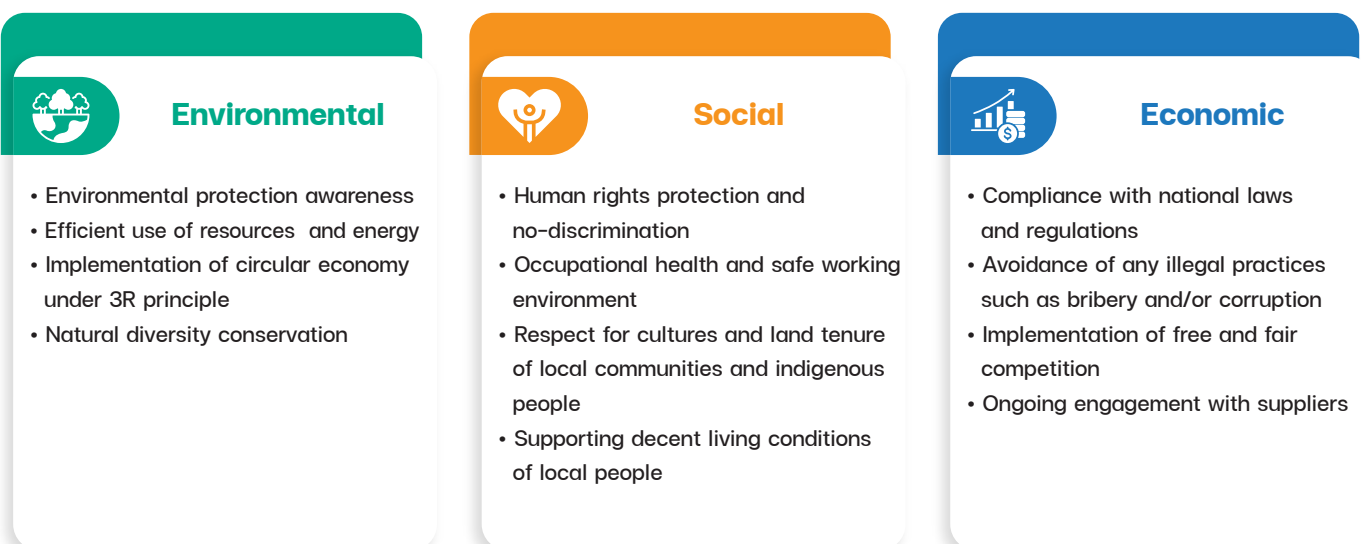 Environmental
• Environmental protection awareness
• Efficient use of resources  and energy
• Implementation of circular economy
under 3R principle
• Natural diversity conservation
Social
• Human rights protection and
no-discrimination
• Occupational health and safe working
environment
• Respect for cultures and land tenure
of local communities and indigenous
people
• Supporting decent living conditions
of local people
Economic
• Compliance with national laws
and regulations
• Avoidance of any illegal practices
such as bribery and/or corruption
• Implementation of free and fair
competition
• Ongoing engagement with suppliers